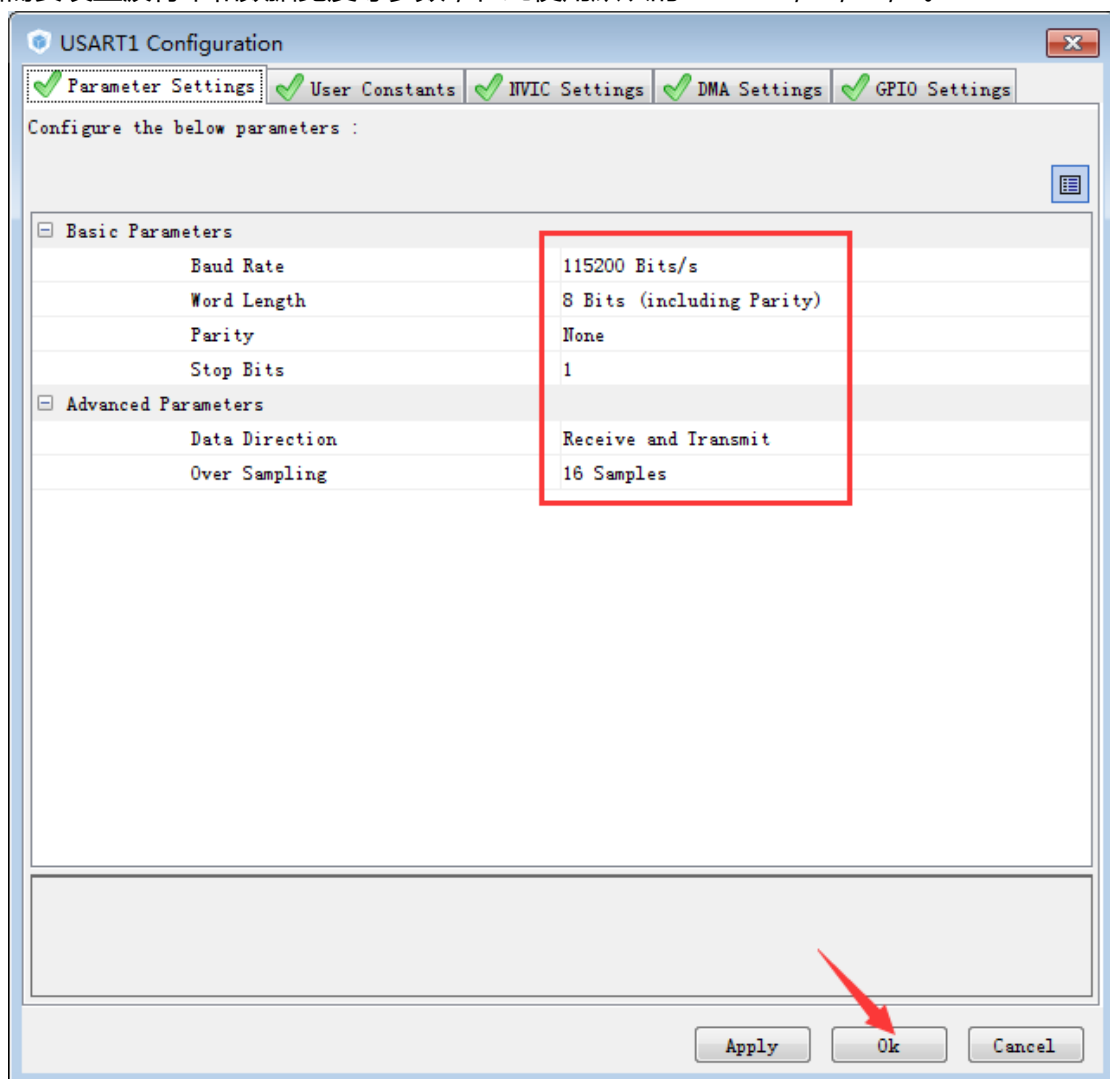 USART1 Configuration
Parameter Settings User Constants NVIC Settings DMA Settings GPIO Settings
Configure the below parameters :
Basic Parameters
Baud Rate 115200 Bits/s
Word Length 8 Bits (including Parity)
Parity None
Stop Bits 1
Advanced Parameters
Data Direction Receive and Transmit
Over Sampling 16 Samples
Apply Ok Cancel